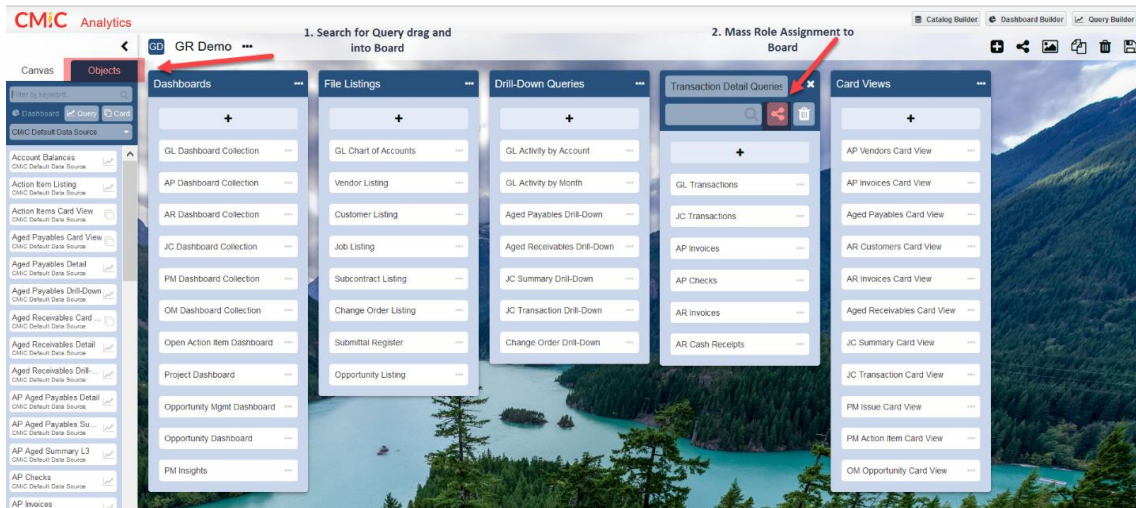 CMiC Analytics
Catalog Builder
Dashboard Builder
Query Builder
GD GR Demo
1. Search for Query drag and
into Board
2. Mass Role Assignment to
Board
Canvas
Objects
Filter by keyword...
Dashboard
Query
Card
CMiC Default Data Source
Account Balances
CMiC Default Data Source
Action Item Listing
CMiC Default Data Source
Action Items Card View
CMiC Default Data Source
Aged Payables Card View
CMiC Default Data Source
Aged Payables Detail
CMiC Default Data Source
Aged Payables Drill-Down
CMiC Default Data Source
Aged Receivables Card ...
CMiC Default Data Source
Aged Receivables Detail
CMiC Default Data Source
Aged Receivables Drill-...
CMiC Default Data Source
AP Aged Payables Detail
CMiC Default Data Source
AP Aged Payables Su...
CMiC Default Data Source
AP Aged Summary L3
CMiC Default Data Source
AP Checks
CMiC Default Data Source
AP Invoices
Dashboards
+
GL Dashboard Collection
AP Dashboard Collection
AR Dashboard Collection
JC Dashboard Collection
PM Dashboard Collection
OM Dashboard Collection
Open Action Item Dashboard
Project Dashboard
Opportunity Mgmt Dashboard
Opportunity Dashboard
PM Insights
File Listings
+
GL Chart of Accounts
Vendor Listing
Customer Listing
Job Listing
Subcontract Listing
Change Order Listing
Submittal Register
Opportunity Listing
Drill-Down Queries
+
GL Activity by Account
GL Activity by Month
Aged Payables Drill-Down
Aged Receivables Drill-Down
JC Summary Drill-Down
JC Transaction Drill-Down
Change Order Drill-Down
Transaction Detail Queries
+
GL Transactions
JC Transactions
AP Invoices
AP Checks
AR Invoices
AR Cash Receipts
Card Views
+
AP Vendors Card View
AP Invoices Card View
Aged Payables Card View
AR Customers Card View
AR Invoices Card View
Aged Receivables Card View
JC Summary Card View
JC Transaction Card View
PM Issue Card View
PM Action Item Card View
OM Opportunity Card View